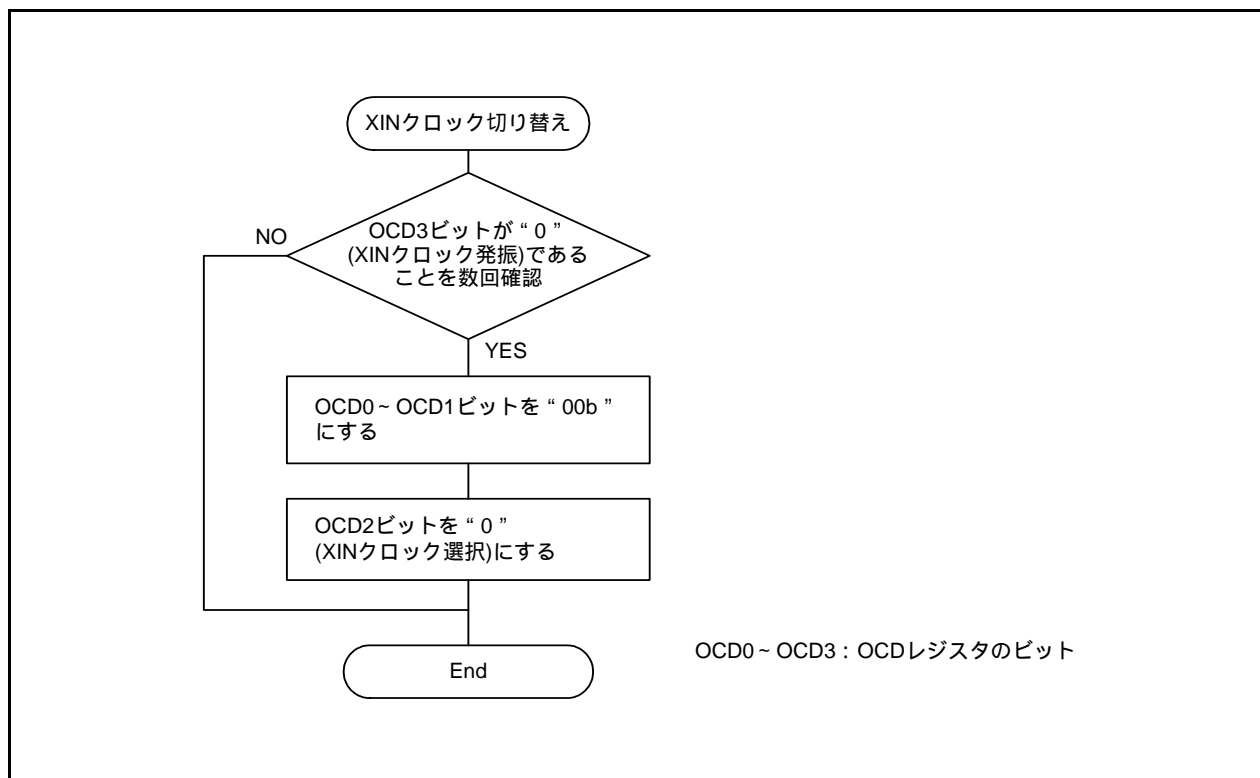 XINクロック切り替え
OCD3ビットが “ 0 ”
(XINクロック発振)である
ことを数回確認
NO
YES
OCD0 ~ OCD1ビットを “ 00b ”
にする
OCD2ビットを “ 0 ”
(XINクロック選択)にする
End
OCD0 ~ OCD3 : OCDレジスタのビット